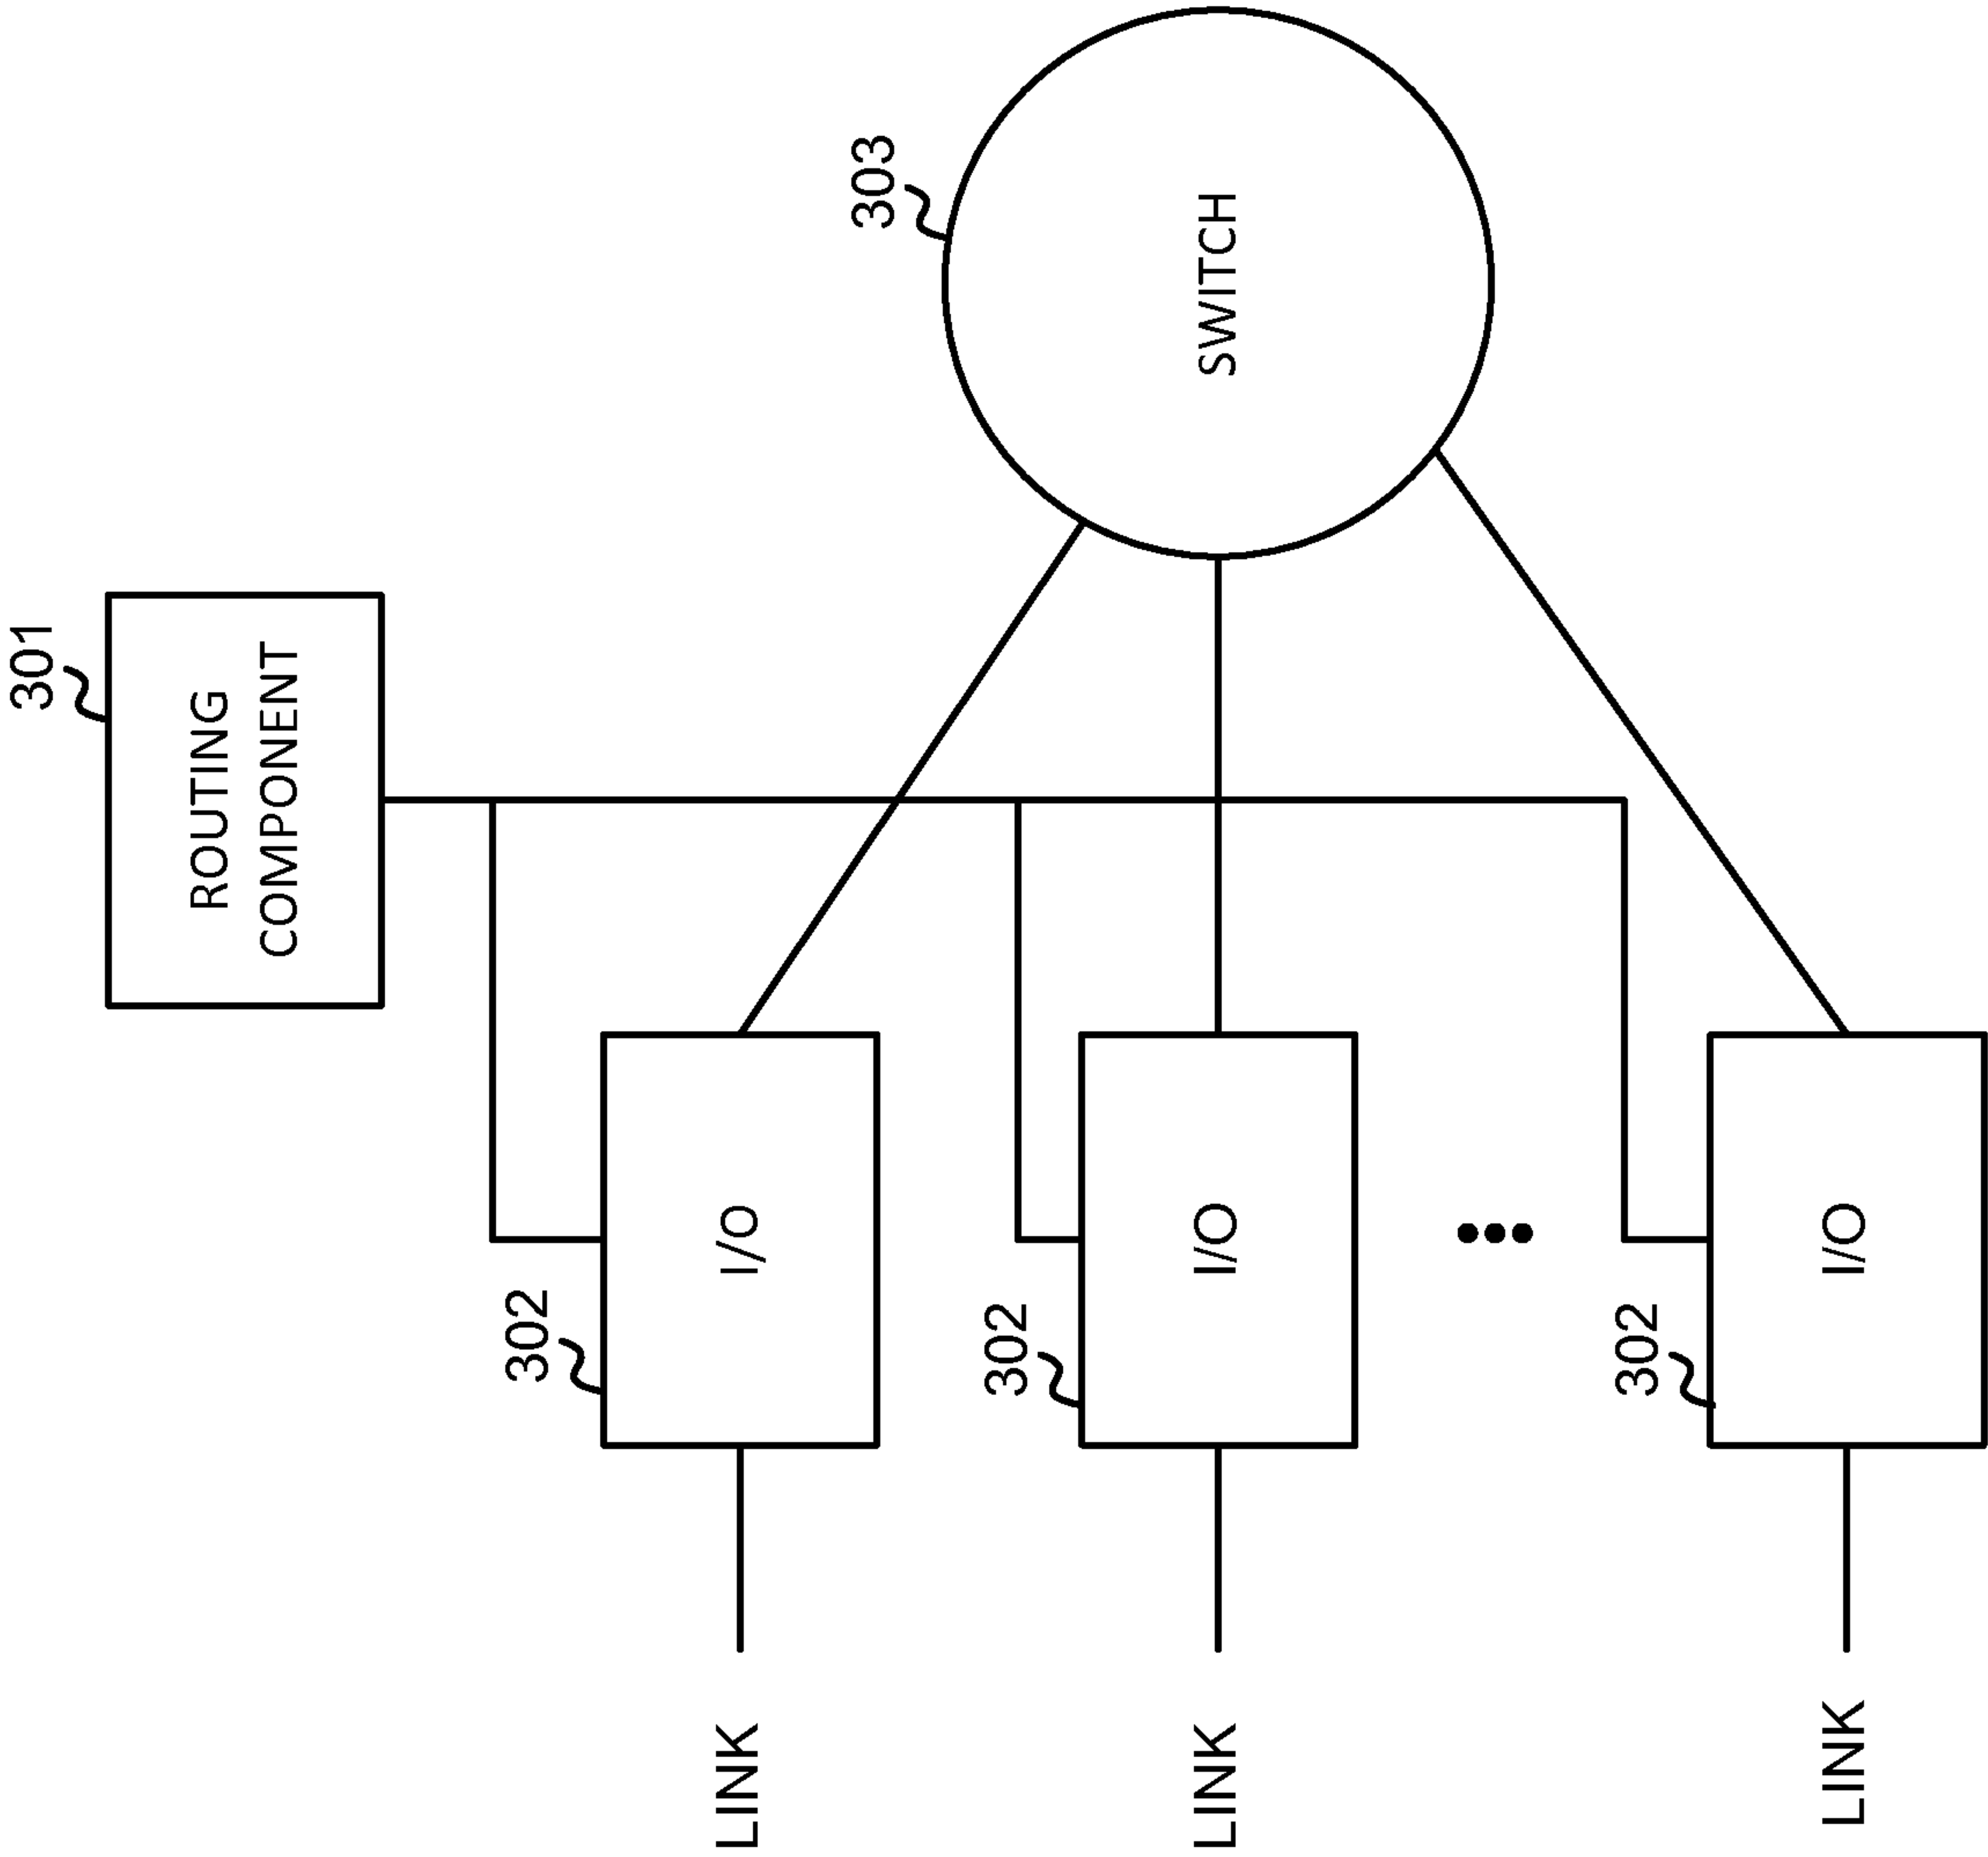 301
ROUTING
COMPONENT
303
SWITCH
302
I/O
LINK
302
I/O
LINK
302
I/O
LINK